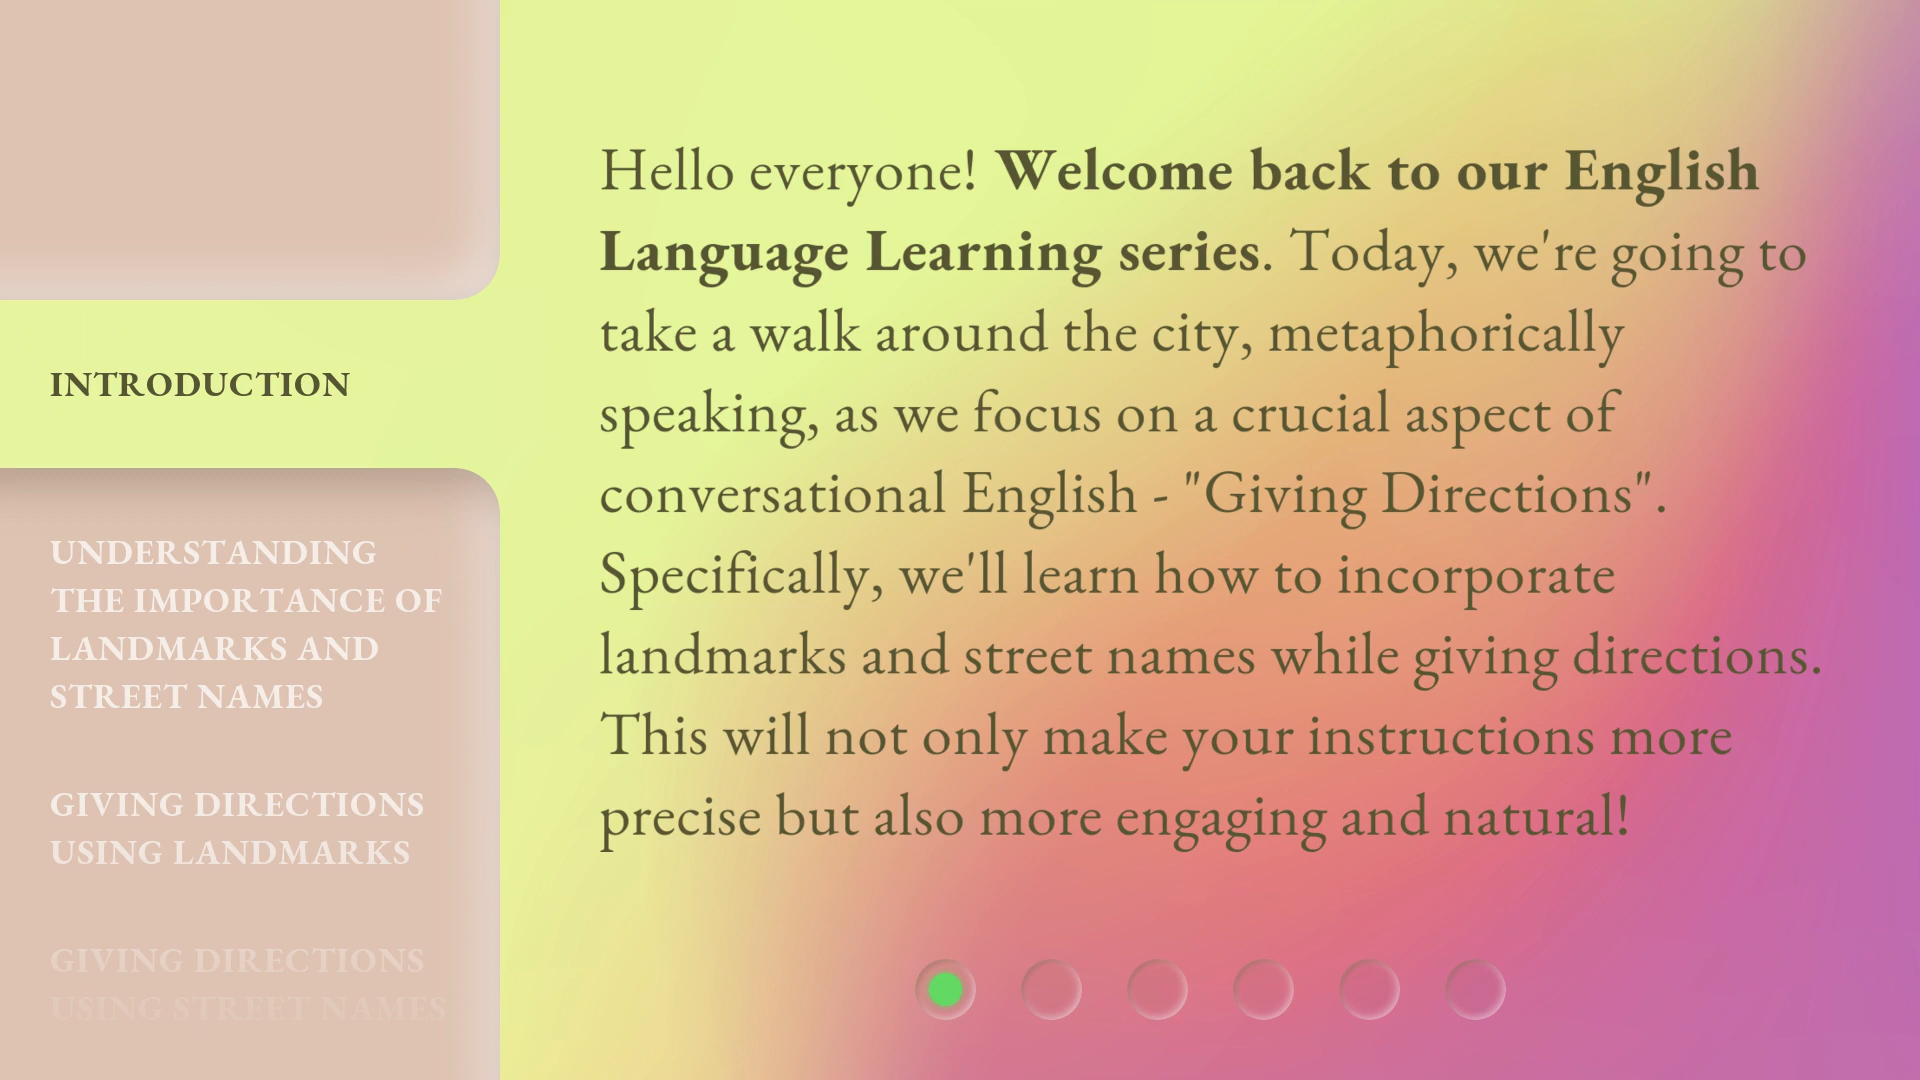 INTRODUCTION
UNDERSTANDING
THE IMPORTANCE OF
LANDMARKS AND
STREET NAMES
GIVING DIRECTIONS
USING LANDMARKS
GIVING DIRECTIONS
USING STREET NAMES
Hello everyone! Welcome back to our English
Language Learning series. Today, we're going to
take a walk around the city, metaphorically
speaking, as we focus on a crucial aspect of
conversational English - "Giving Directions".
Specifically, we'll learn how to incorporate
landmarks and street names while giving directions.
This will not only make your instructions more
precise but also more engaging and natural!